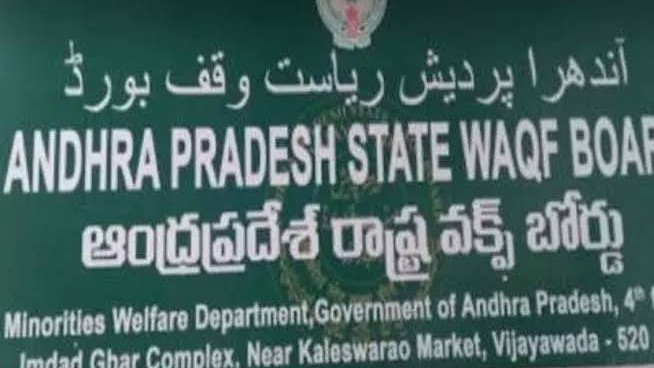 آندھرا پردیش ریاست وقف بورڈ
ANDHRA PRADESH STATE WAQF BOAR
ఆంధ్రప్రదేశ్ రాష్ట్ర వక్ఫ్ బోర్డు
Minorities Welfare Department,Government of Andhra Pradesh, 4th
Imdad Ghar Complex, Near Kaleswarao Market, Vijayawada - 520